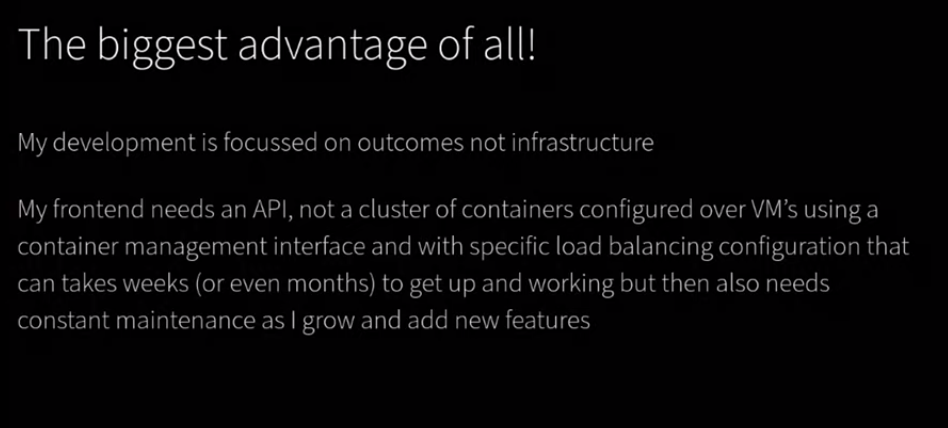 The biggest advantage of all!
My development is focussed on outcomes not infrastructure
My frontend needs an API, not a cluster of containers configured over VM's using a
container management interface and with specific load balancing configuration that
can takes weeks (or even months) to get up and working but then also needs
constant maintenance as I grow and add new features